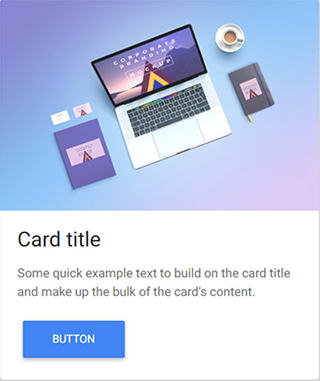 CORPORATE
BRANDING
MOCKUP
Card title
Some quick example text to build on the card title
and make up the bulk of the card's content.
BUTTON